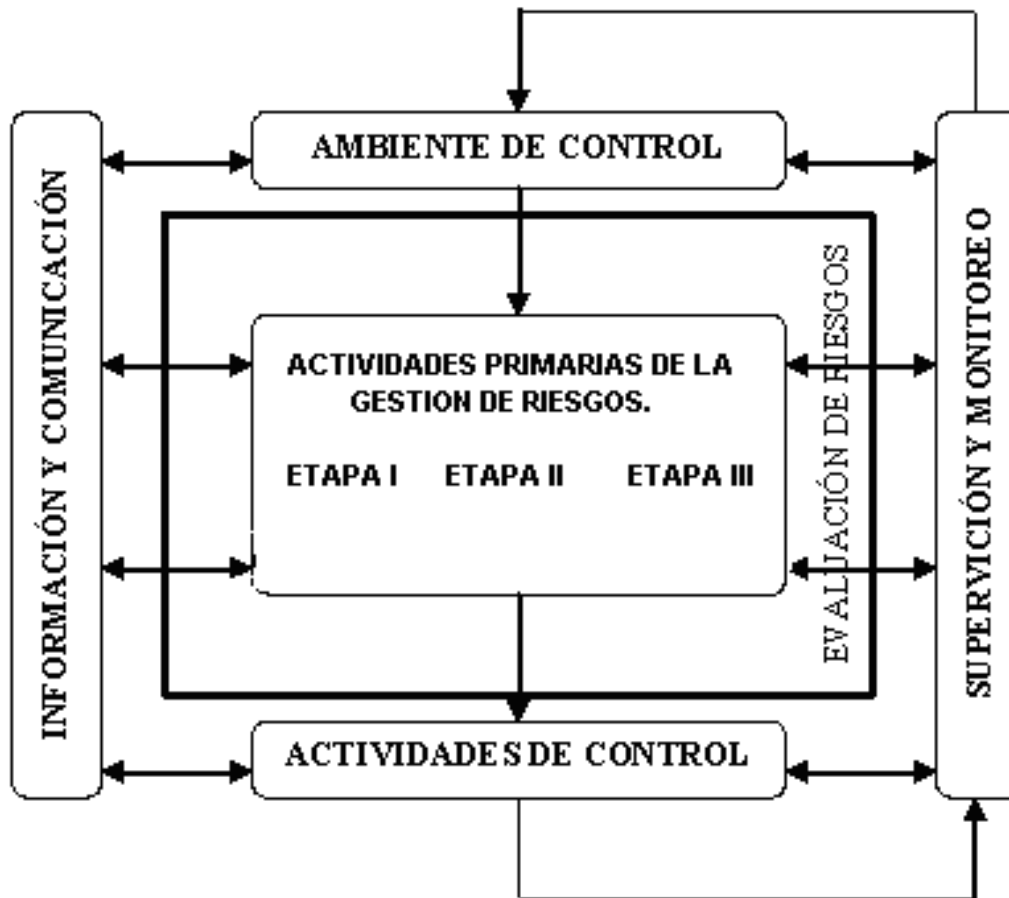 AMBIENTE DE CONTROL
INFORMACIÓN Y COMUNICACIÓN
ACTIVIDADES PRIMARIAS DE LA
GESTION DE RIESGOS.
ETAPA I ETAPA II ETAPA III
EVALUACIÓN DE RIESGOS
SUPERVICIÓN Y MONITOREO
ACTIVIDADES DE CONTROL